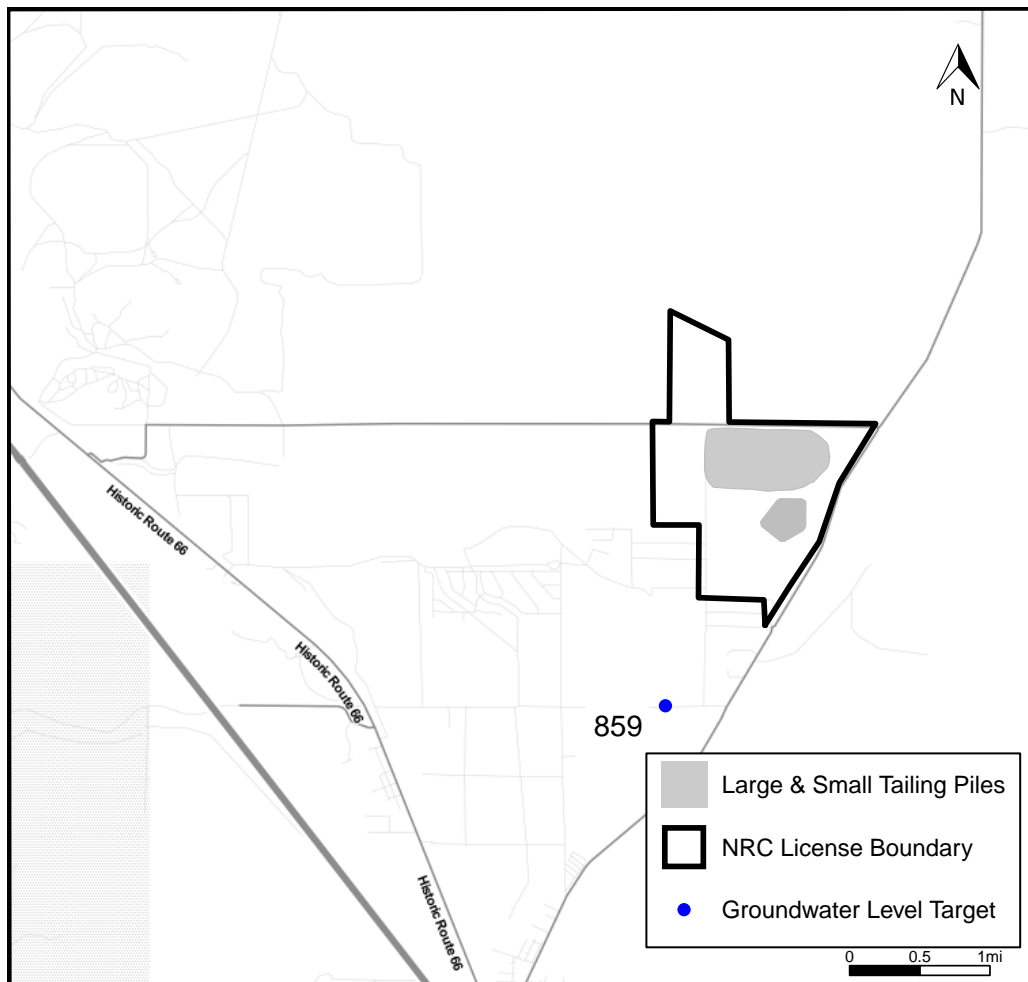 N
Historic Route 66
Historic Route 66
859
Large & Small Tailing Piles
NRC License Boundary
Historic Route 66
Groundwater Level Target
0 0.5 1mi